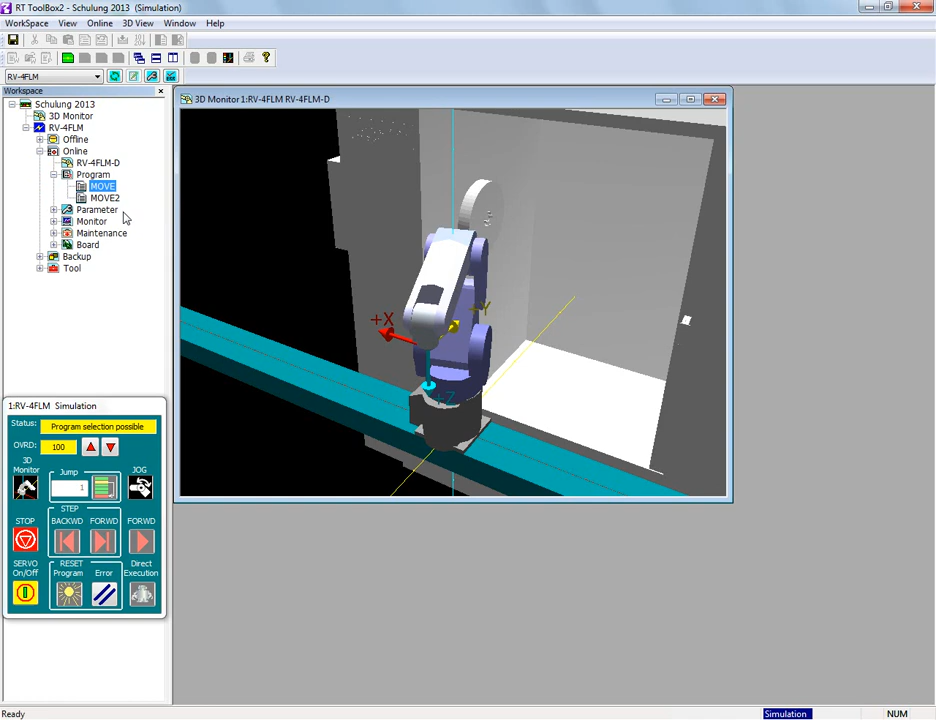 RT ToolBox2 - Schulung 2013 (Simulation)
WorkSpace View Online 3D View Window Help
RV-4FLM
Workspace
Schulung 2013
3D Monitor
RV-4FLM
Offline
Online
RV-4FLM-D
Program
MOVE
MOVE2
Parameter
Monitor
Maintenance
Board
Backup
Tool
3D Monitor 1:RV-4FLM RV-4FLM-D
+X
+Y
+Z
1:RV-4FLM Simulation
Status: Program selection possible
OVRD: 100
3D Monitor
Jump
1
JOG
STEP
STOP BACKWD FORWD FORWD
SERVO On/Off
RESET Program
Error
Direct Execution
Ready
Simulation
NUM